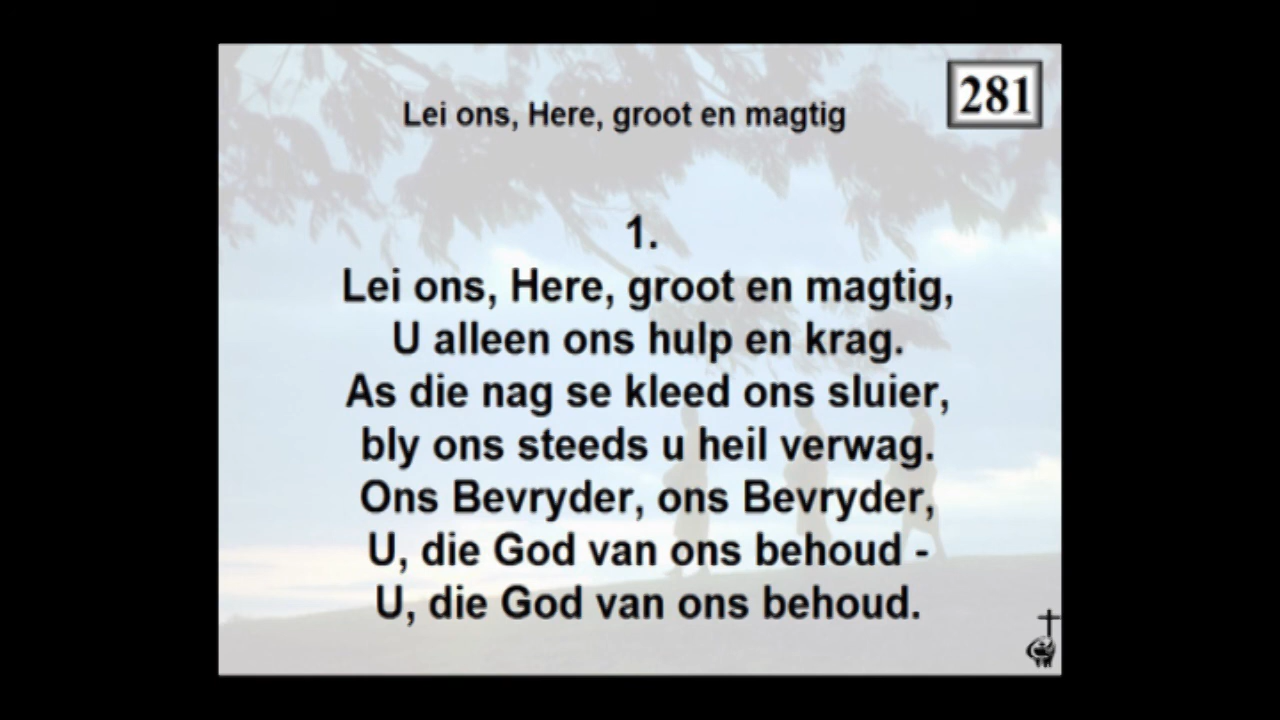 281
Lei ons, Here, groot en magtig
1.
Lei ons, Here, groot en magtig,
U alleen ons hulp en krag.
As die nag se kleed ons sluier,
bly ons steeds u heil verwag.
Ons Bevryder, ons Bevryder,
U, die God van ons behoud -
U, die God van ons behoud.